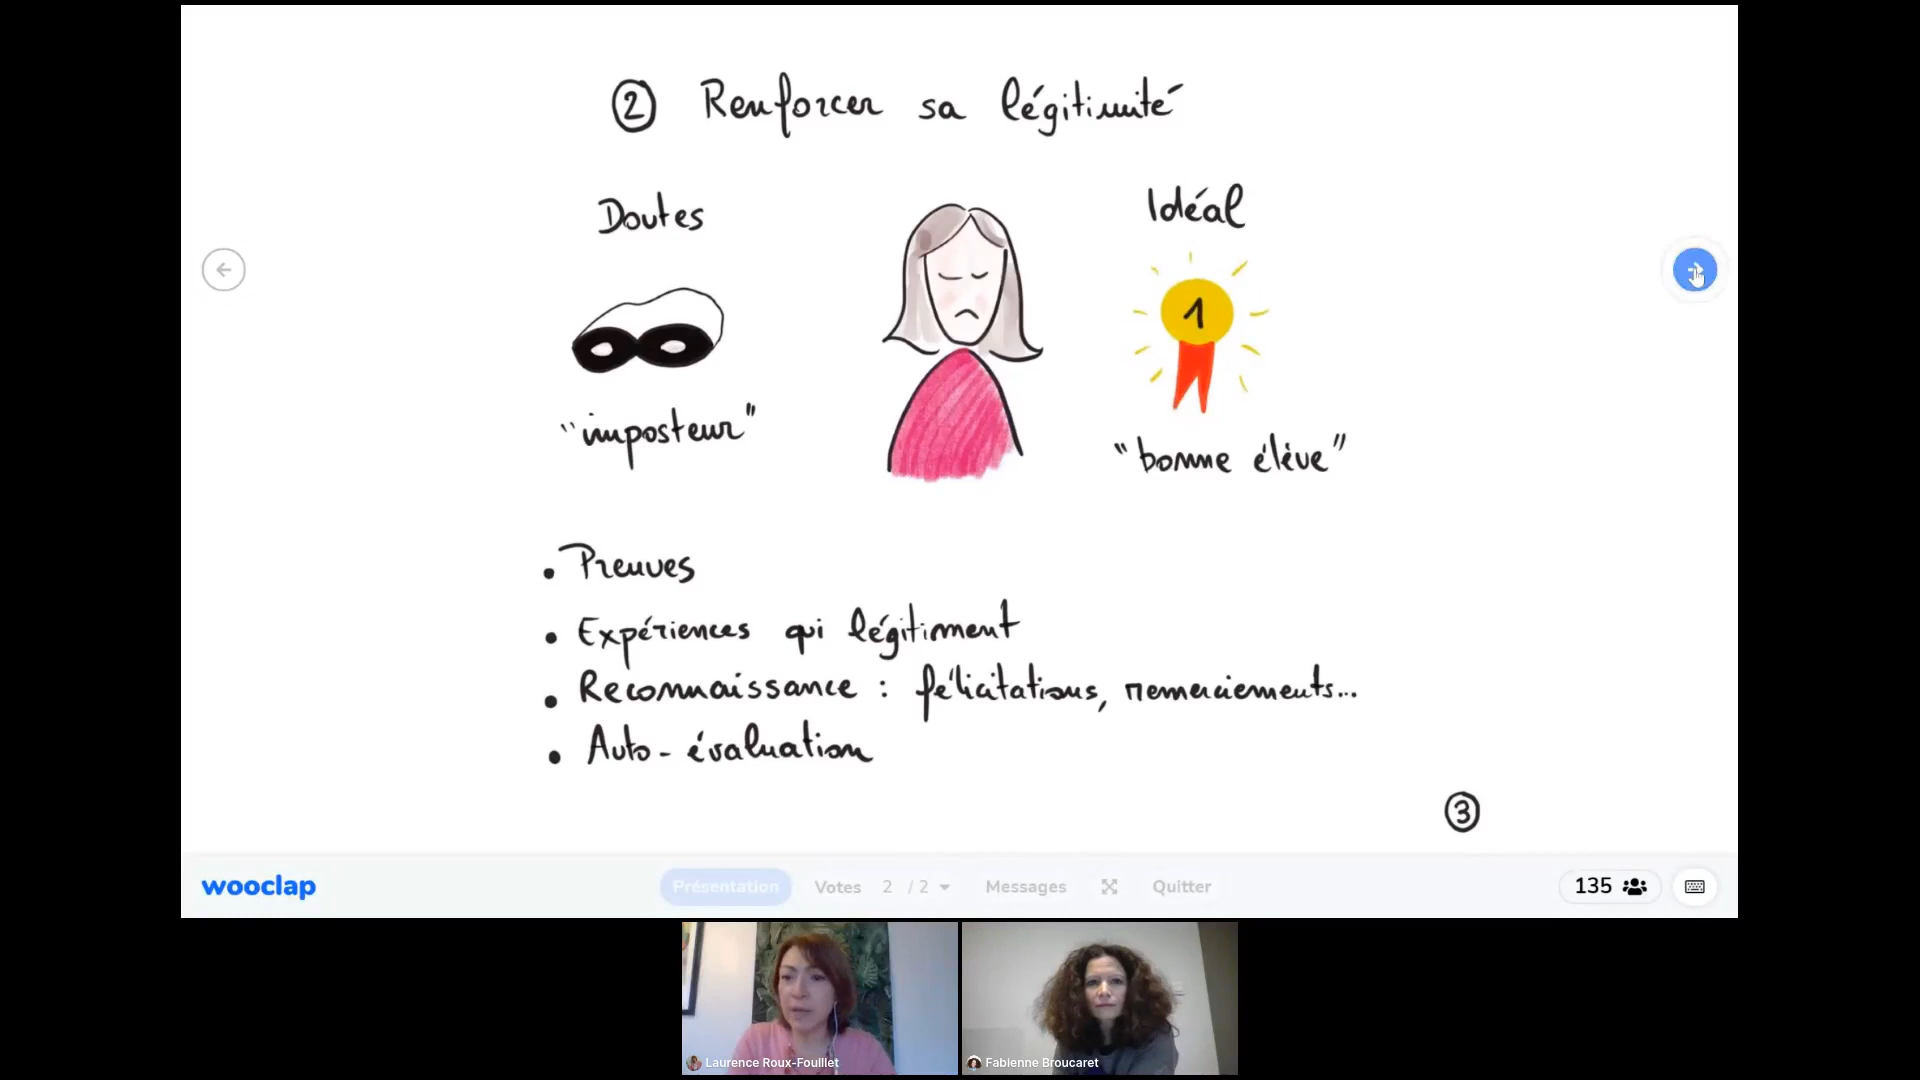 ② Renforcer sa légitimité
Doutes
Idéal
1
"imposteur"
"bonne élève"
• Preuves
• Expériences qui légitiment
• Reconnaissance : félicitations, remerciements...
• Auto-évaluation
③
wooclap
Présentation
Votes 2 / 2
Messages
Quitter
135
Laurence Roux-Fouillet
Fabienne Broucaret